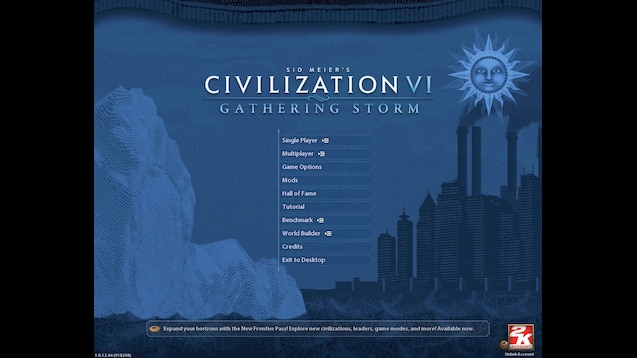 SID MEIER'S
CIVILIZATION VI
GATHERING STORM
Single Player
Multiplayer
Game Options
Mods
Hall of Fame
Tutorial
Benchmark
World Builder
Credits
Exit to Desktop
Expand your horizons with the New Frontier Pass! Explore new civilizations, leaders, game modes, and more! Available now.
2K
Unlink Account